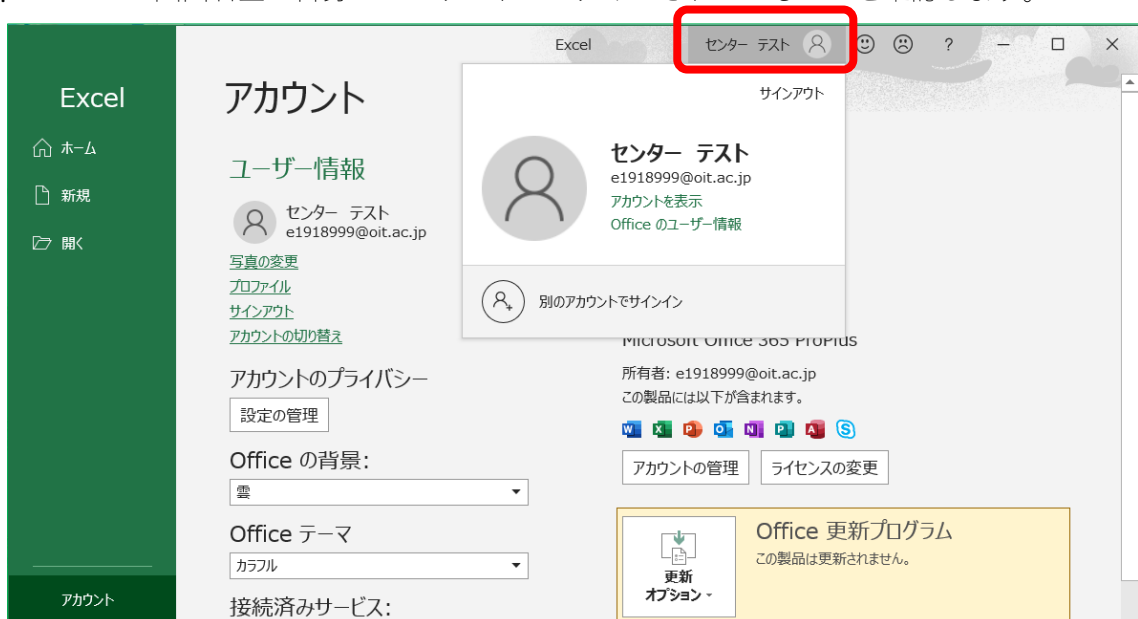 Excel
センター テスト
?
Excel
ホーム
新規
開く
アカウント
アカウント
ユーザー情報
センター テスト
e1918999@oit.ac.jp
写真の変更
プロファイル
サインアウト
アカウントの切り替え
アカウントのプライバシー
設定の管理
Office の背景:
雲
Office テーマ
カラフル
接続済みサービス:
サインアウト
センター テスト
e1918999@oit.ac.jp
アカウントを表示
Office のユーザー情報
別のアカウントでサインイン
Microsoft Office 365 ProPlus
所有者: e1918999@oit.ac.jp
この製品には以下が含まれます。
アカウントの管理
ライセンスの変更
更新
オプション
Office 更新プログラム
この製品は更新されません。